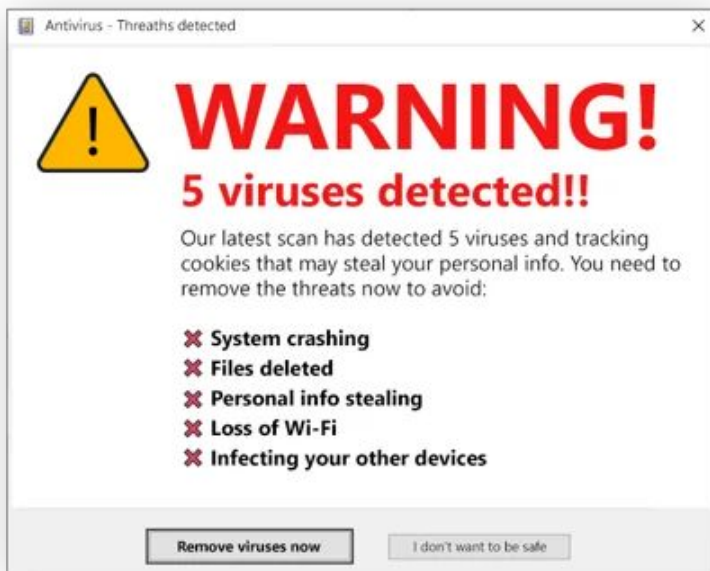 Antivirus - Threaths detected
WARNING!
5 viruses detected!!
Our latest scan has detected 5 viruses and tracking
cookies that may steal your personal info. You need to
remove the threats now to avoid:
System crashing
Files deleted
Personal info stealing
Loss of Wi-Fi
Infecting your other devices
Remove viruses now
I don't want to be safe